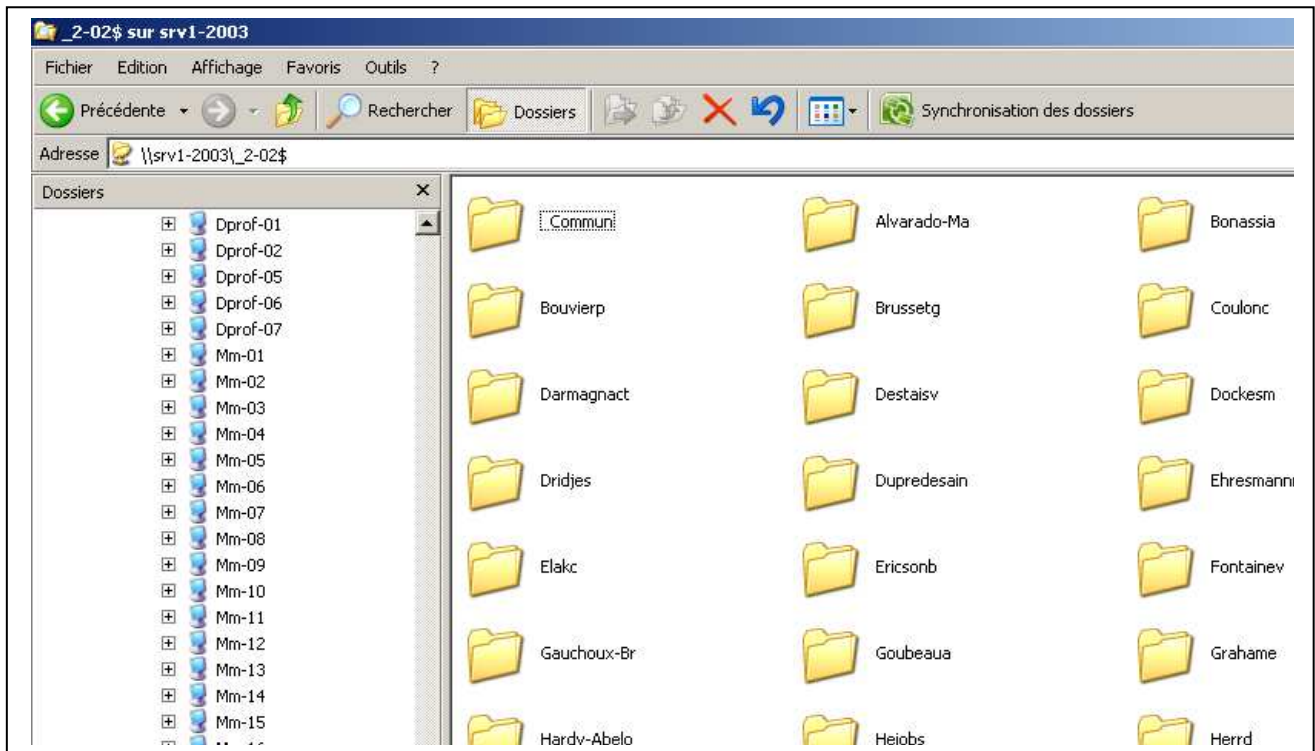 _2-02$ sur srv1-2003
Fichier Edition Affichage Favoris Outils ?
Précédente Rechercher Dossiers Synchronisation des dossiers
Adresse \\srv1-2003\_2-02$
Dossiers
Dprof-01
Dprof-02
Dprof-05
Dprof-06
Dprof-07
Mm-01
Mm-02
Mm-03
Mm-04
Mm-05
Mm-06
Mm-07
Mm-08
Mm-09
Mm-10
Mm-11
Mm-12
Mm-13
Mm-14
Mm-15
_Commun Alvarado-Ma Bonassia
Bouvierp Brussetg Coulonc
Darmagnact Destaisv Dockesm
Dridjes Dupredesain Ehresmannr
Elakc Ericsonb Fontainev
Gauchoux-Br Goubeaua Grahame
Hardy-Abelo Hejobs Herrd